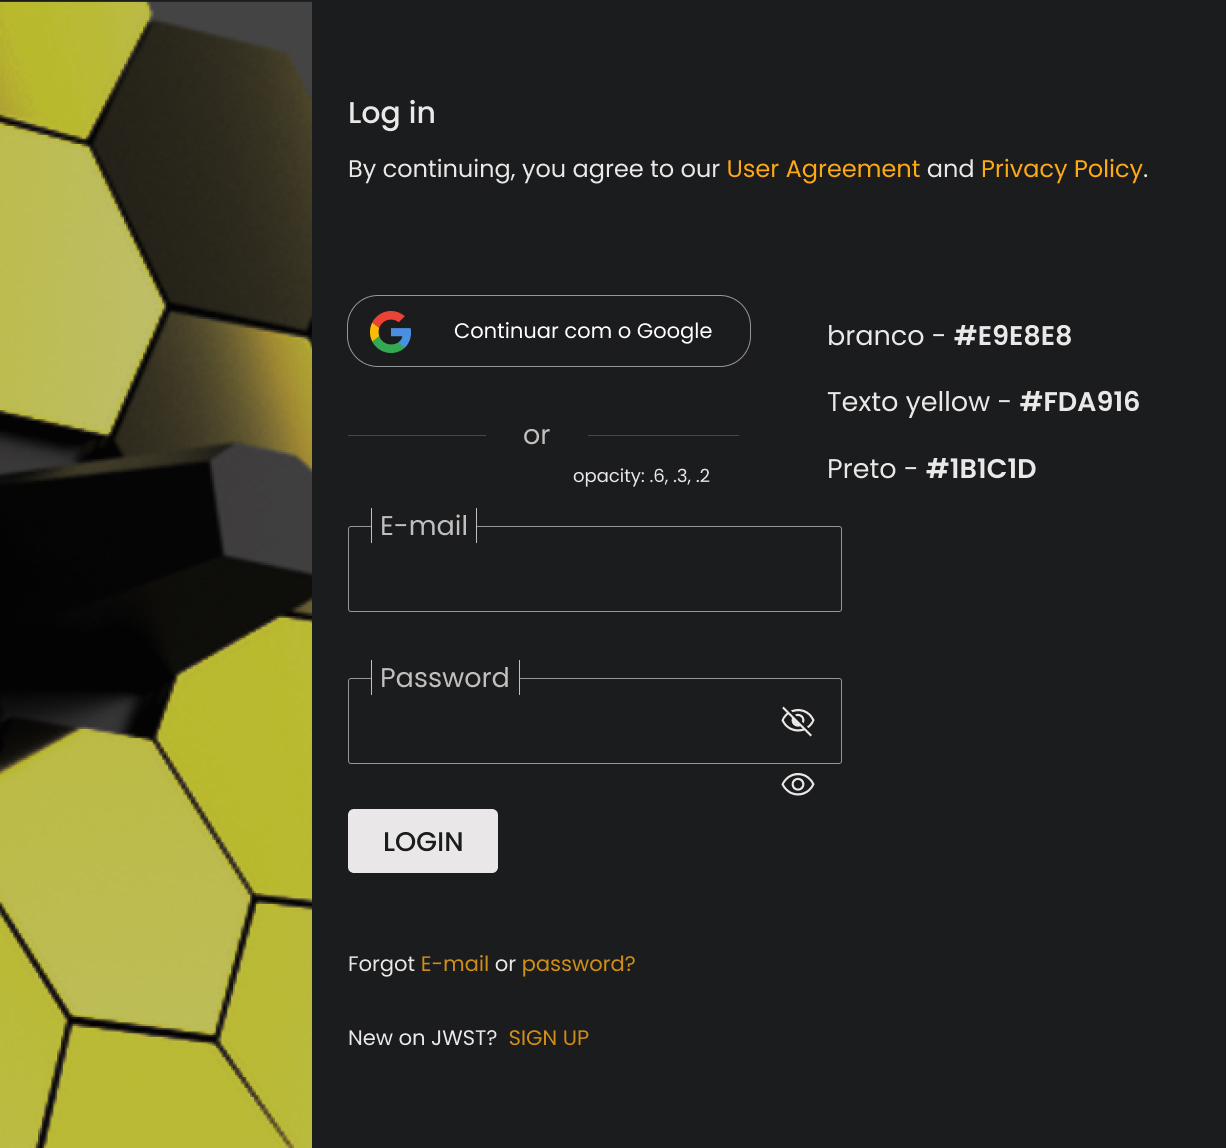 Log in
By continuing, you agree to our User Agreement and Privacy Policy.
Continuar com o Google
branco - #E9E8E8
Texto yellow - #FDA916
Preto - #1B1C1D
or
opacity: .6, .3, .2
E-mail
Password
LOGIN
Forgot E-mail or password?
New on JWST? SIGN UP